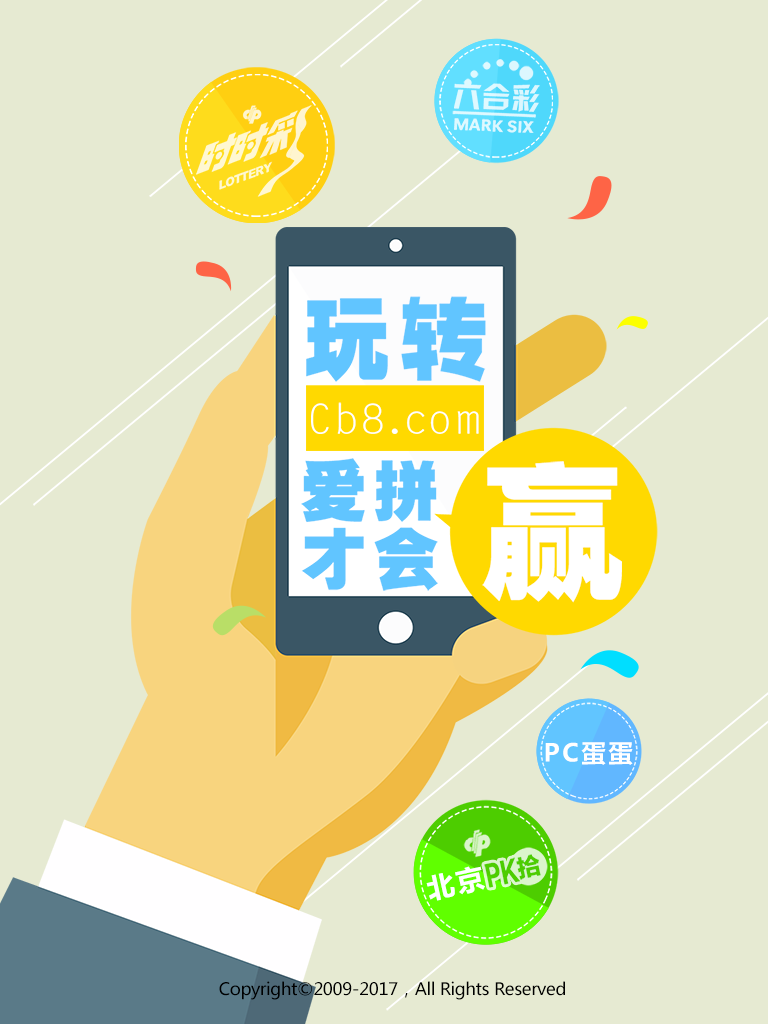 时时彩
LOTTERY
六合彩
MARK SIX
玩转
Cb8.com
爱拼
才会
赢
PC蛋蛋
北京PK拾
Copyright©2009-2017，All Rights Reserved